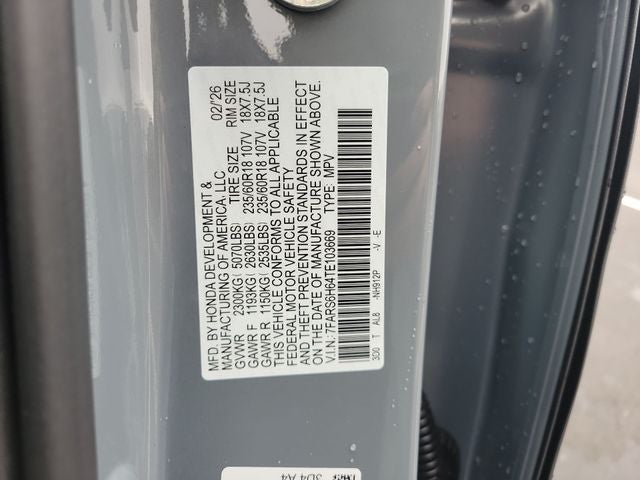 MFD. BY HONDA DEVELOPMENT & 02/'26
MANUFACTURING OF AMERICA, LLC TIRE SIZE RIM SIZE
GVWR 2300KG( 5070LBS)
GAWR F 1193KG( 2630LBS) 235/60R18 107V 18X7.5J
GAWR R 1150KG( 2535LBS) 235/60R18 107V 18X7.5J
THIS VEHICLE CONFORMS TO ALL APPLICABLE
FEDERAL MOTOR VEHICLE SAFETY
AND THEFT PREVENTION STANDARDS IN EFFECT
ON THE DATE OF MANUFACTURE SHOWN ABOVE.
V.I.N.: 7FARS6H64TE103669 TYPE: MPV
300 T AL8 -NH912P -V -E
3D4 A4